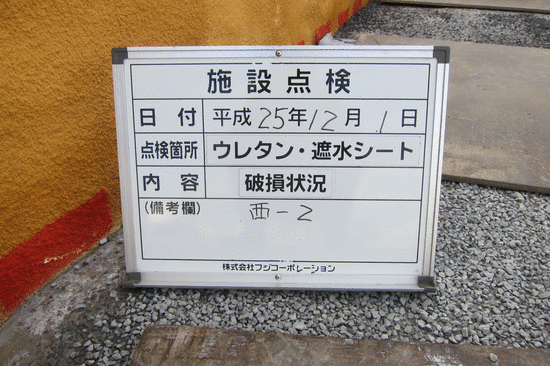 施設点検
日付 平成25年12月1日
点検箇所 ウレタン・遮水シート
内容 破損状況
(備考欄) 西-2
株式会社フジコーポレーション